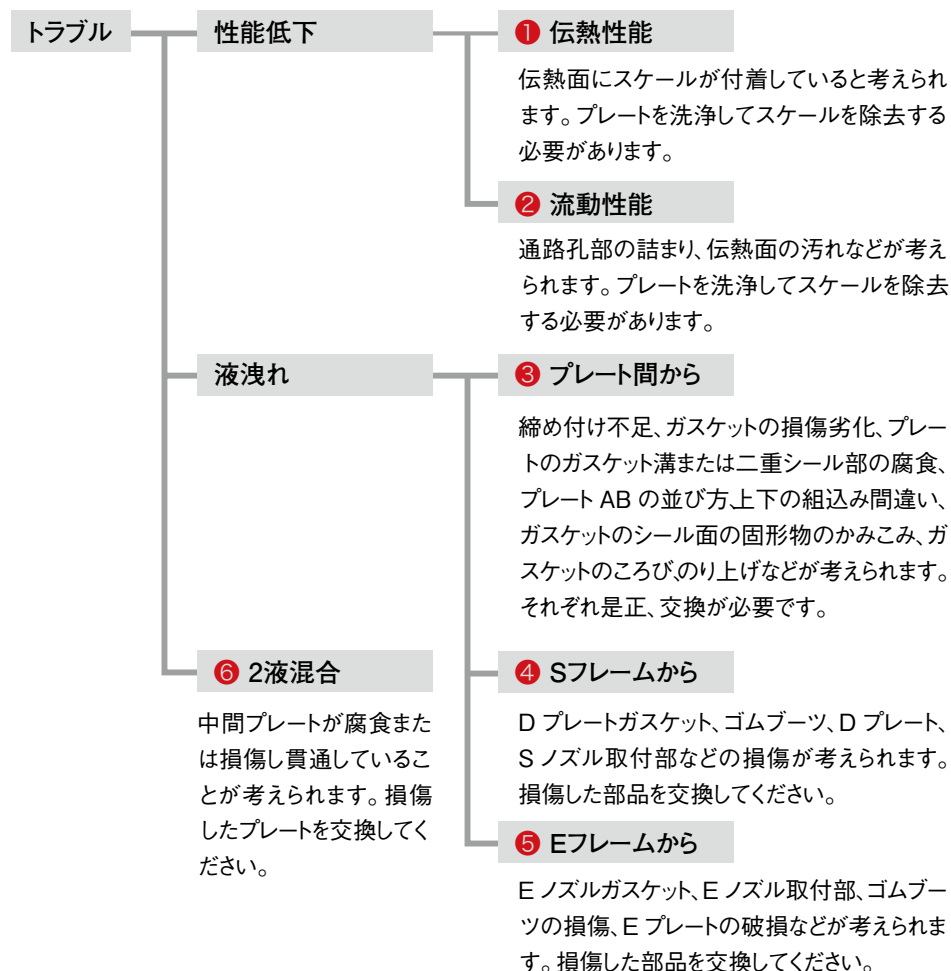 トラブル
性能低下
❶ 伝熱性能
伝熱面にスケールが付着していると考えられ
ます。プレートを洗浄してスケールを除去する
必要があります。
❷ 流動性能
通路孔部の詰まり、伝熱面の汚れなどが考え
られます。プレートを洗浄してスケールを除去
する必要があります。
液洩れ
❸ プレート間から
締め付け不足、ガスケットの損傷劣化、プレー
トのガスケット溝または二重シール部の腐食、
プレート AB の並び方、上下の組込み間違い、
ガスケットのシール面の固形物のかみこみ、ガ
スケットのころび、のり上げなどが考えられます。
それぞれ是正、交換が必要です。
❹ Sフレームから
D プレートガスケット、ゴムブーツ、D プレート、
S ノズル取付部などの損傷が考えられます。
損傷した部品を交換してください。
❺ Eフレームから
E ノズルガスケット、E ノズル取付部、ゴムブー
ツの損傷、E プレートの破損などが考えられま
す。損傷した部品を交換してください。
❻ 2液混合
中間プレートが腐食また
は損傷し貫通しているこ
とが考えられます。損傷
したプレートを交換してく
ださい。